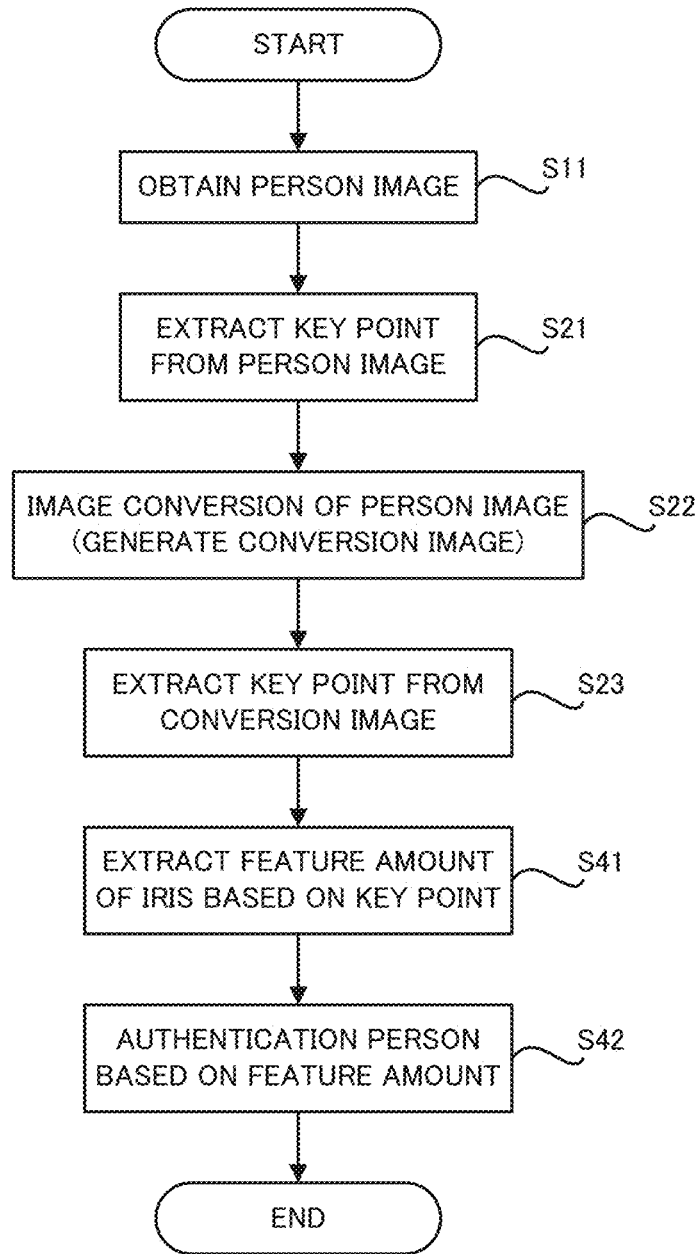 START
OBTAIN PERSON IMAGE
S11
EXTRACT KEY POINT
FROM PERSON IMAGE
S21
IMAGE CONVERSION OF PERSON IMAGE
(GENERATE CONVERSION IMAGE)
S22
EXTRACT KEY POINT FROM
CONVERSION IMAGE
S23
EXTRACT FEATURE AMOUNT
OF IRIS BASED ON KEY POINT
S41
AUTHENTICATION PERSON
BASED ON FEATURE AMOUNT
S42
END